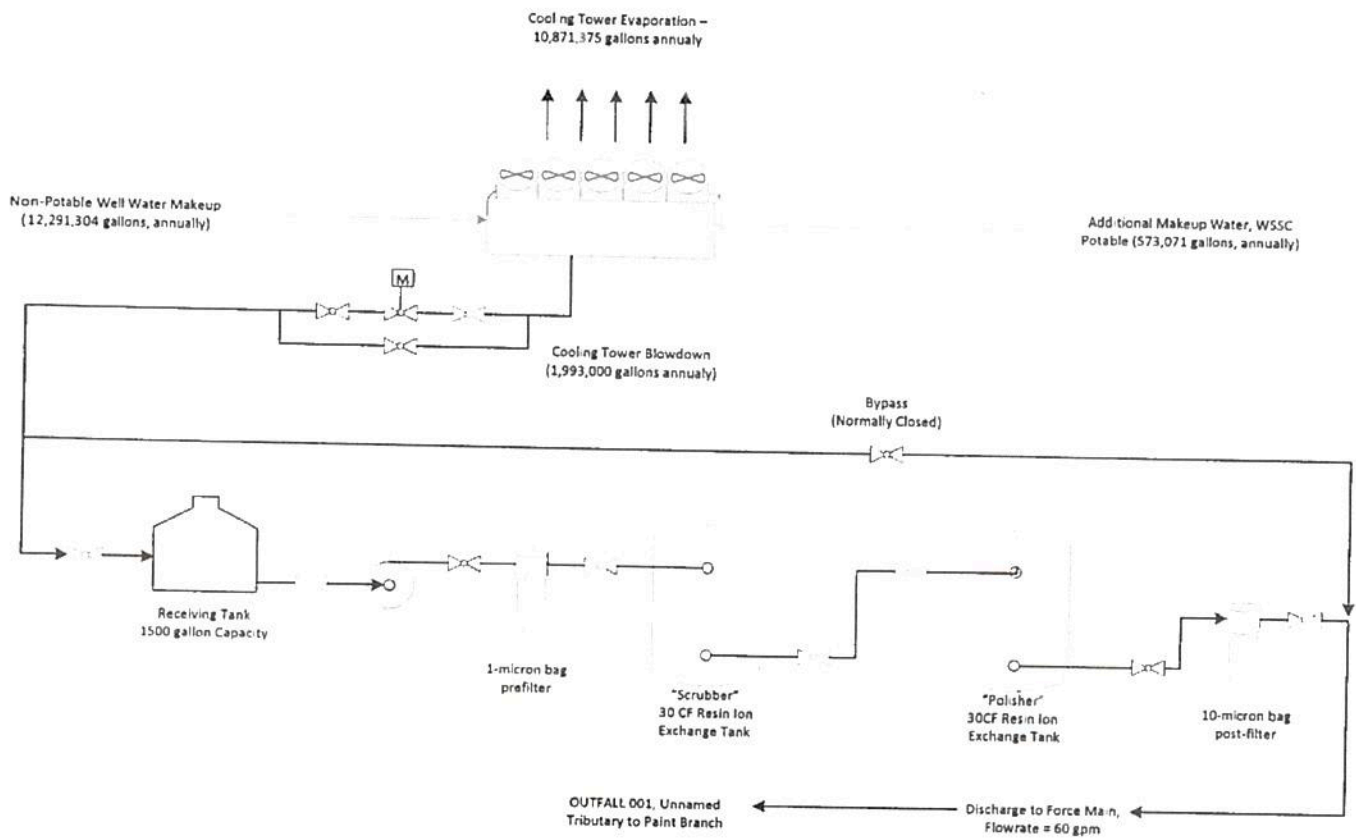 Cooling Tower Evaporation –
10,871,375 gallons annualy
Non-Potable Well Water Makeup
(12,291,304 gallons, annually)
Additional Makeup Water, WSSC
Potable (573,071 gallons, annually)
M
Cooling Tower Blowdown
(1,993,000 gallons annualy)
Bypass
(Normally Closed)
Receiving Tank
1500 gallon Capacity
1-micron bag
prefilter
"Scrubber"
30 CF Resin Ion
Exchange Tank
"Polisher"
30CF Resin Ion
Exchange Tank
10-micron bag
post-filter
OUTFALL 001, Unnamed
Tributary to Paint Branch
Discharge to Force Main,
Flowrate = 60 gpm